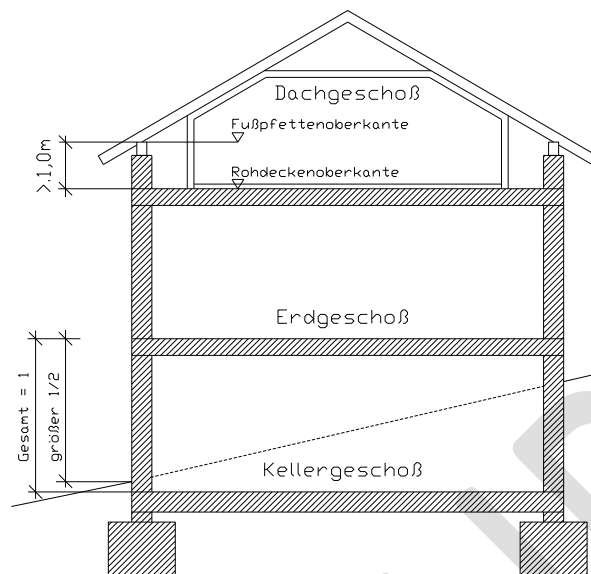 Dachgeschoß
Fußpfettenoberkante
>.1,0m
Rohdeckenoberkante
Erdgeschoß
Gesamt = 1
größer 1/2
Kellergeschoß